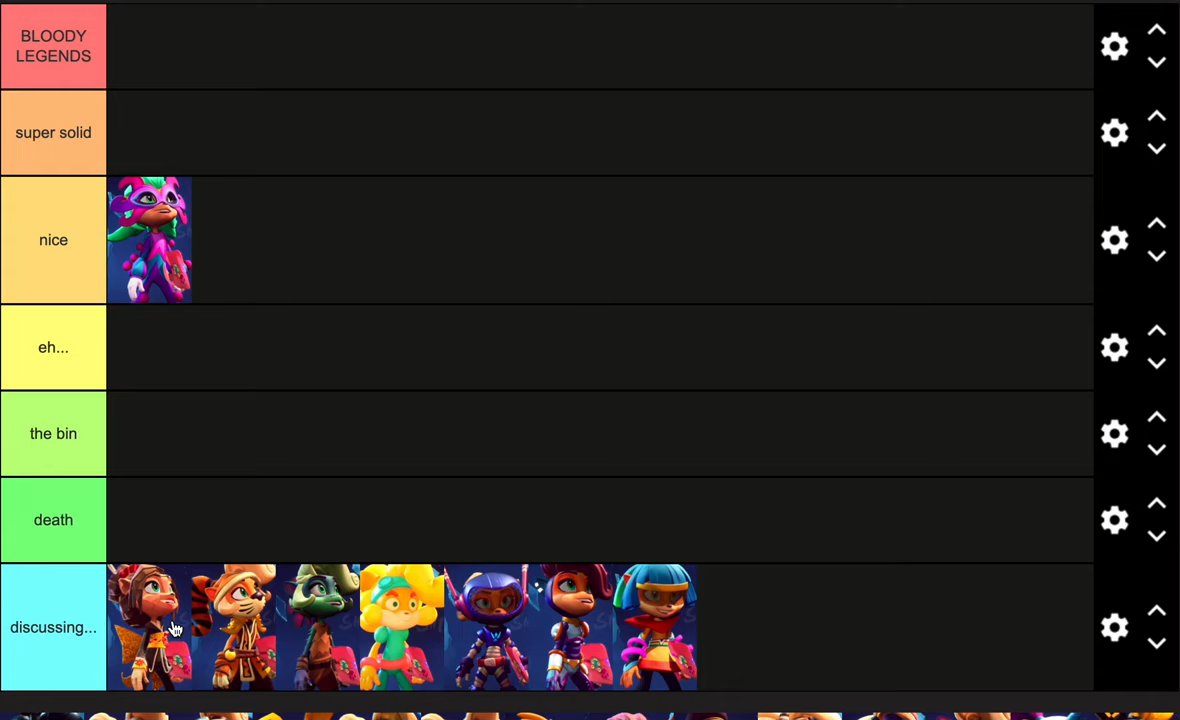 BLOODY
LEGENDS
super solid
nice
eh...
the bin
death
discussing...